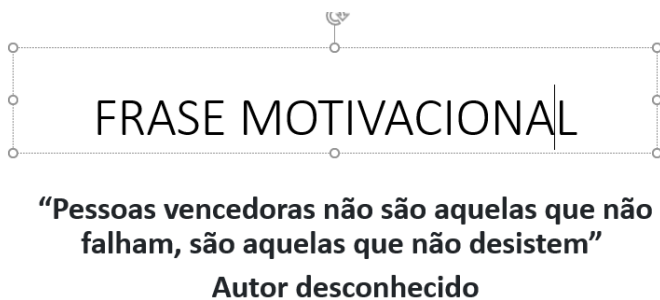 FRASE MOTIVACIONAL
“Pessoas vencedoras não são aquelas que não
falham, são aquelas que não desistem”
Autor desconhecido